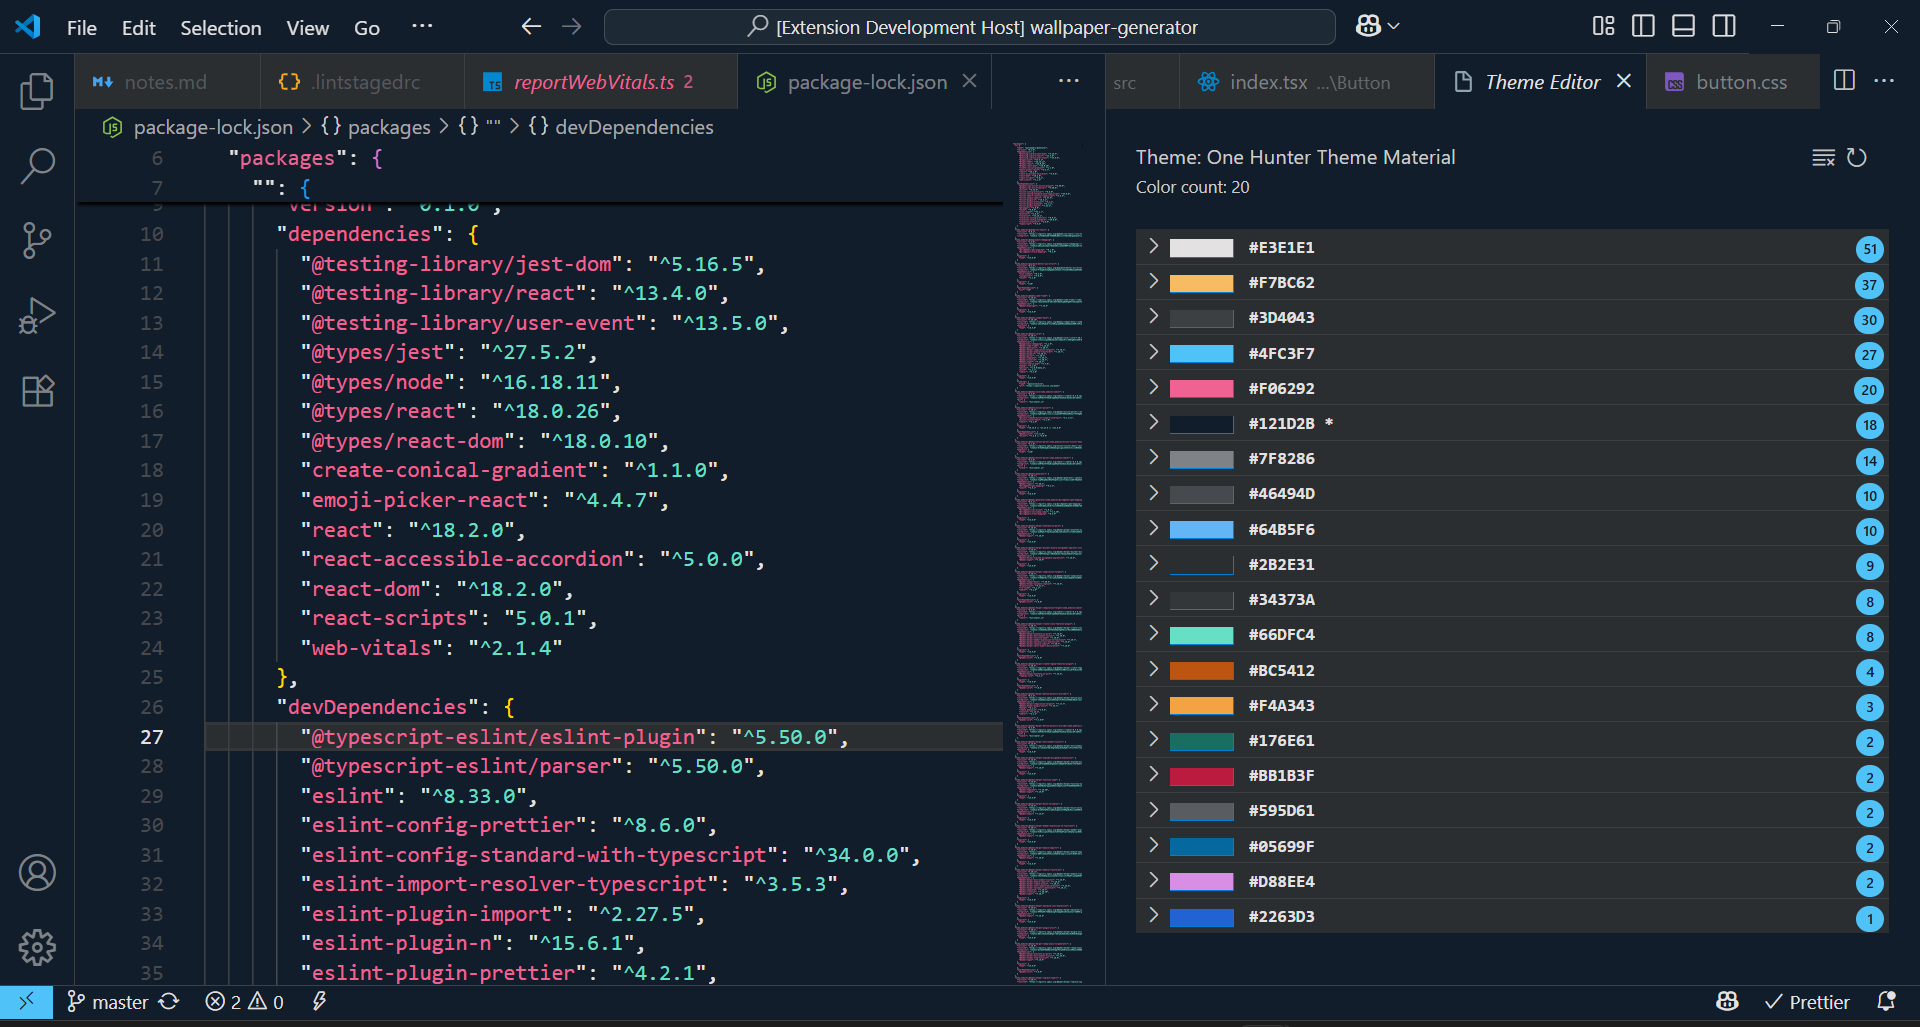 File Edit Selection View Go ··· [Extension Development Host] wallpaper-generator
notes.md .lintstagedrc TS reportWebVitals.ts 2 package-lock.json ··· src index.tsx ...\Button Theme Editor CSS button.css ···
package-lock.json > {} packages > {} "" > {} devDependencies
6 "packages": {
7 "": {
9 "version": "0.1.0",
10 "dependencies": {
11 "@testing-library/jest-dom": "^5.16.5",
12 "@testing-library/react": "^13.4.0",
13 "@testing-library/user-event": "^13.5.0",
14 "@types/jest": "^27.5.2",
15 "@types/node": "^16.18.11",
16 "@types/react": "^18.0.26",
17 "@types/react-dom": "^18.0.10",
18 "create-conical-gradient": "^1.1.0",
19 "emoji-picker-react": "^4.4.7",
20 "react": "^18.2.0",
21 "react-accessible-accordion": "^5.0.0",
22 "react-dom": "^18.2.0",
23 "react-scripts": "5.0.1",
24 "web-vitals": "^2.1.4"
25 },
26 "devDependencies": {
27 "@typescript-eslint/eslint-plugin": "^5.50.0",
28 "@typescript-eslint/parser": "^5.50.0",
29 "eslint": "^8.33.0",
30 "eslint-config-prettier": "^8.6.0",
31 "eslint-config-standard-with-typescript": "^34.0.0",
32 "eslint-import-resolver-typescript": "^3.5.3",
33 "eslint-plugin-import": "^2.27.5",
34 "eslint-plugin-n": "^15.6.1",
35 "eslint-plugin-prettier": "^4.2.1",
Theme: One Hunter Theme Material
Color count: 20
#E3E1E1 51
#F7BC62 37
#3D4043 30
#4FC3F7 27
#F06292 20
#121D2B * 18
#7F8286 14
#46494D 10
#64B5F6 10
#2B2E31 9
#34373A 8
#66DFC4 8
#BC5412 4
#F4A343 3
#176E61 2
#BB1B3F 2
#595D61 2
#05699F 2
#D88EE4 2
#2263D3 1
master 2 0 Prettier